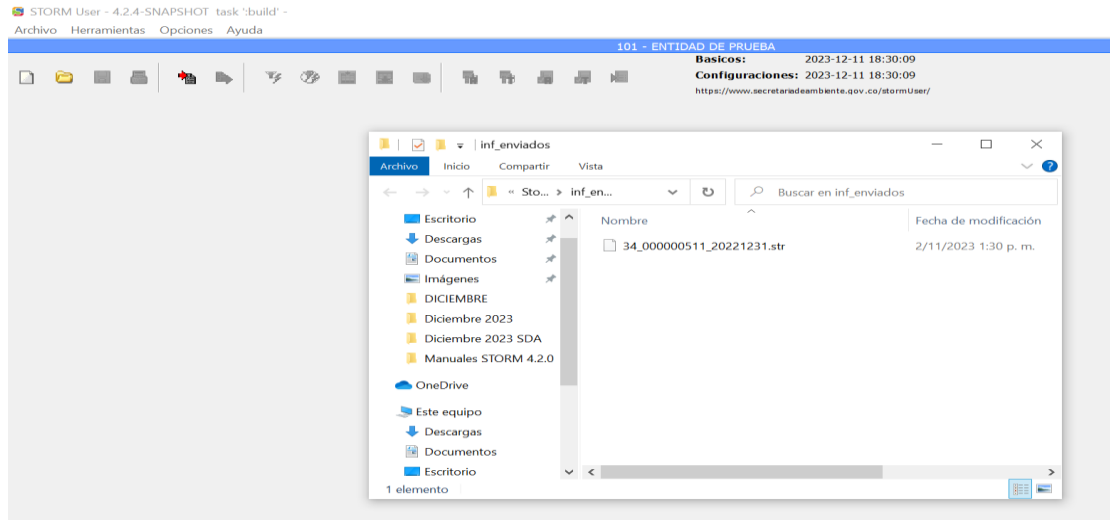 STORM User - 4.2.4-SNAPSHOT task ':build' -
Archivo Herramientas Opciones Ayuda
101 - ENTIDAD DE PRUEBA
Basicos: 2023-12-11 18:30:09
Configuraciones: 2023-12-11 18:30:09
https://www.secretariadeambiente.gov.co/stormUser/
inf_enviados
Archivo Inicio Compartir Vista
« Sto... > inf_en... Buscar en inf_enviados
Escritorio
Descargas
Documentos
Imágenes
DICIEMBRE
Diciembre 2023
Diciembre 2023 SDA
Manuales STORM 4.2.0
OneDrive
Este equipo
Descargas
Documentos
Escritorio
Nombre Fecha de modificación
34_000000511_20221231.str 2/11/2023 1:30 p. m.
1 elemento